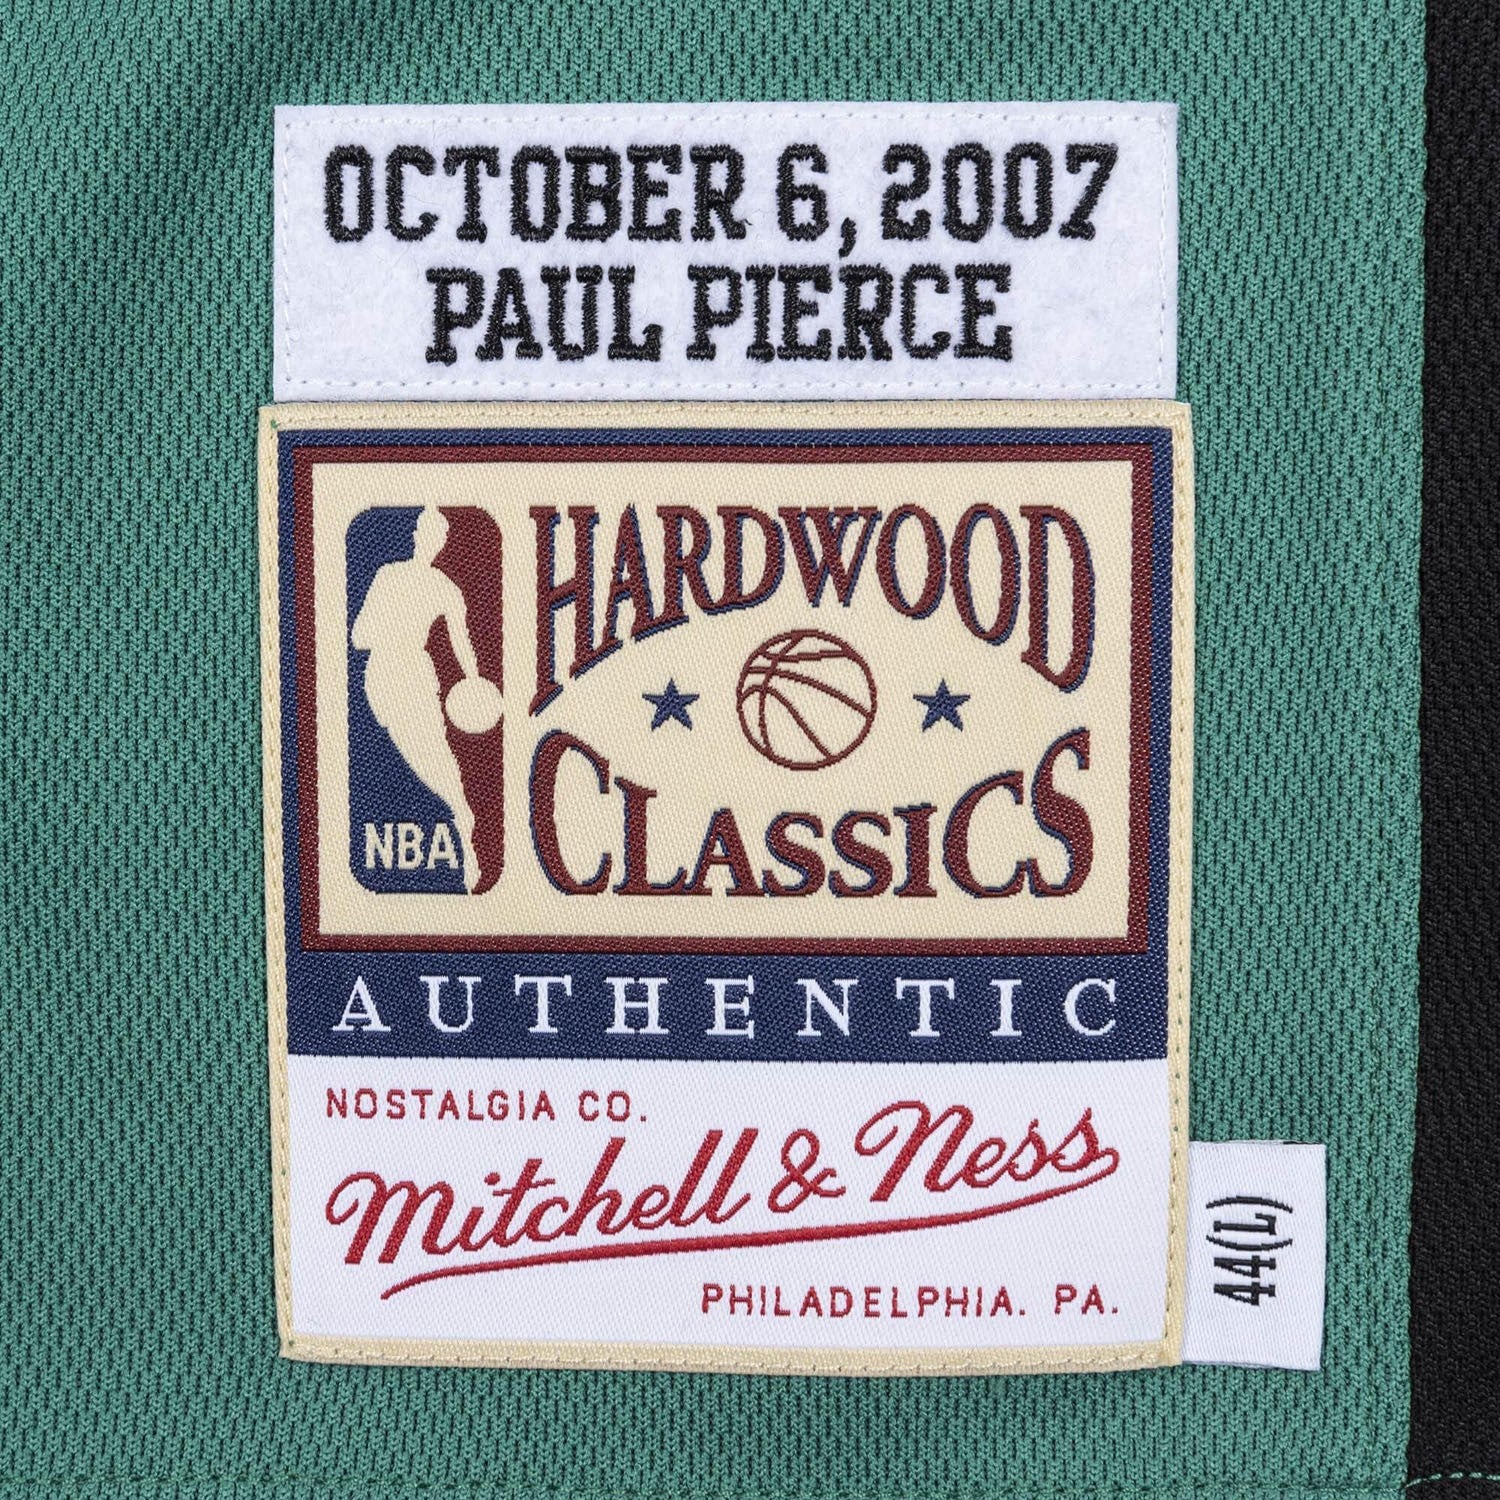 OCTOBER 6, 2007
PAUL PIERCE
HARDWOOD
CLASSICS
NBA
AUTHENTIC
NOSTALGIA CO.
Mitchell & Ness
PHILADELPHIA. PA.
44(L)